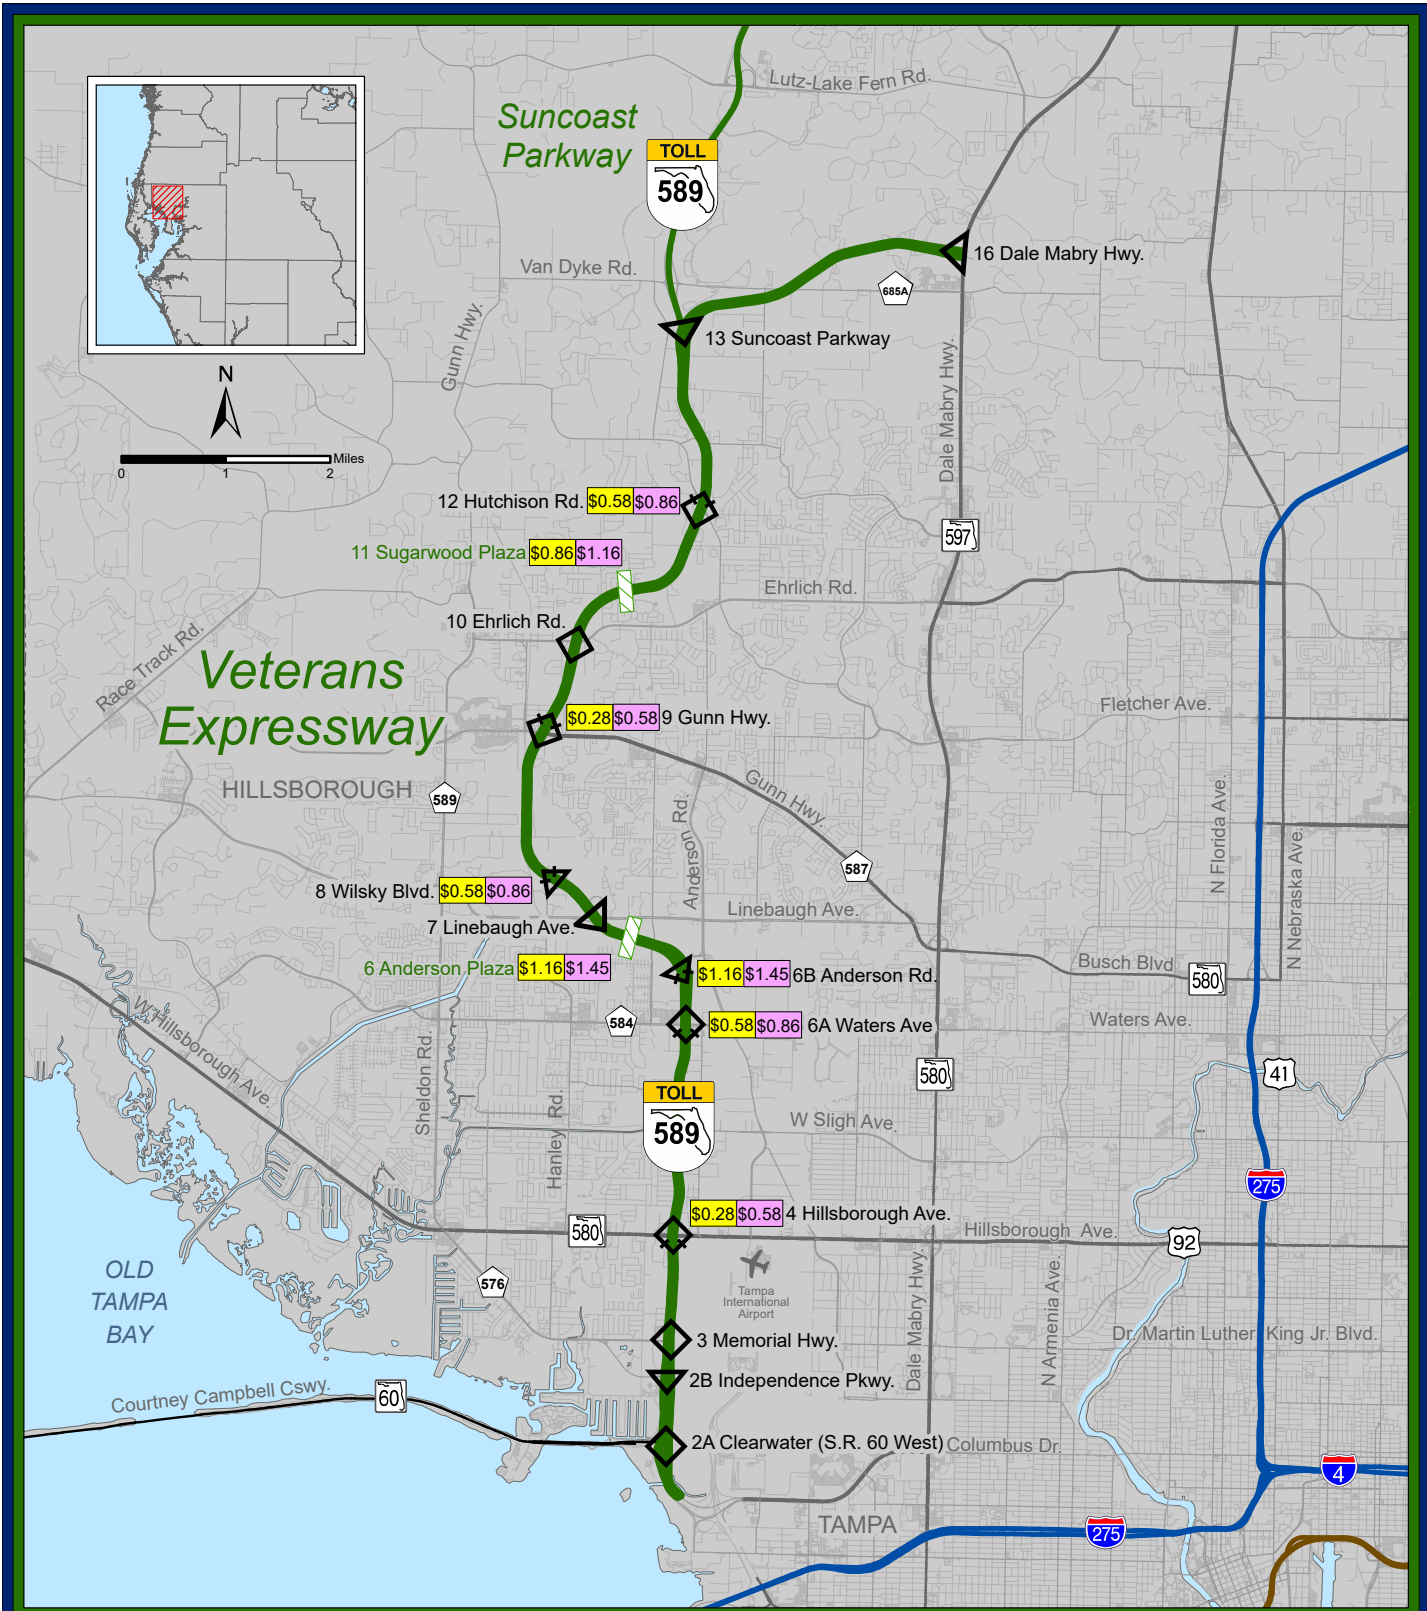 Lutz-Lake Fern Rd.
Suncoast
Parkway
TOLL
589
16 Dale Mabry Hwy.
Van Dyke Rd.
685A
Gunn Hwy.
13 Suncoast Parkway
Dale Mabry Hwy.
N
Miles
0 1 2
12 Hutchison Rd. $0.58 $0.86
597
11 Sugarwood Plaza $0.86 $1.16
Ehrlich Rd.
10 Ehrlich Rd.
Race Track Rd.
Veterans
Expressway
$0.28 $0.58 9 Gunn Hwy.
Fletcher Ave.
HILLSBOROUGH
589
Gunn Hwy.
Anderson Rd.
N Florida Ave.
N Nebraska Ave.
587
8 Wilsky Blvd. $0.58 $0.86
Linebaugh Ave.
7 Linebaugh Ave.
6 Anderson Plaza $1.16 $1.45
$1.16 $1.45 6B Anderson Rd.
Busch Blvd
580
W Hillsborough Ave.
584
$0.58 $0.86 6A Waters Ave
Waters Ave.
Sheldon Rd.
580
41
Hanley Rd.
TOLL
589
W Sligh Ave.
275
$0.28 $0.58 4 Hillsborough Ave.
580
Hillsborough Ave.
92
OLD
TAMPA
BAY
576
Tampa
International
Airport
Dale Mabry Hwy.
N Armenia Ave.
3 Memorial Hwy.
Dr. Martin Luther King Jr. Blvd.
2B Independence Pkwy.
Courtney Campbell Cswy.
60
2A Clearwater (S.R. 60 West)
Columbus Dr.
4
TAMPA
275